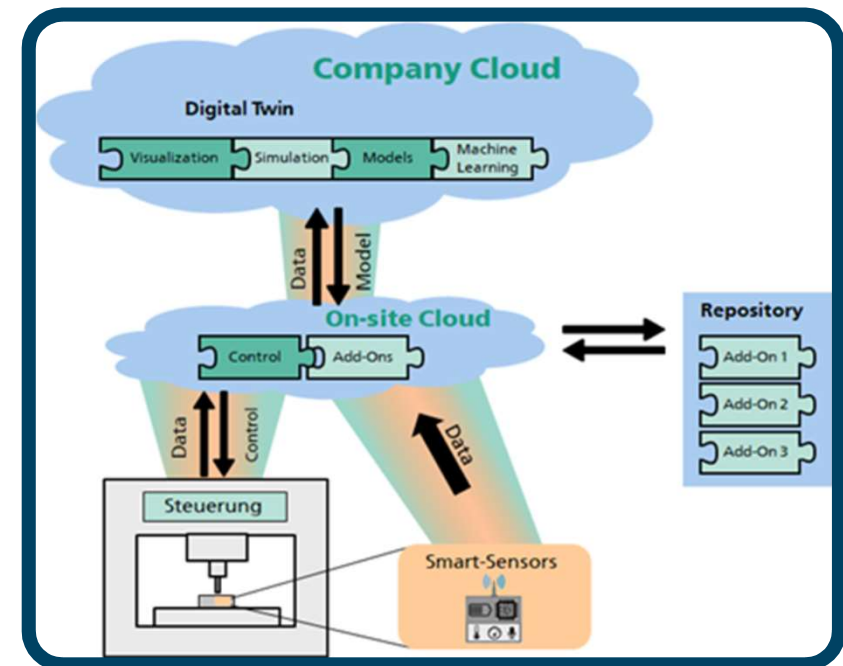 Company Cloud
Digital Twin
Visualization
Simulation
Models
Machine
Learning
Data
Model
On-site Cloud
Control
Add-Ons
Repository
Add-On 1
Add-On 2
Add-On 3
Data
Control
Data
Steuerung
Smart-Sensors